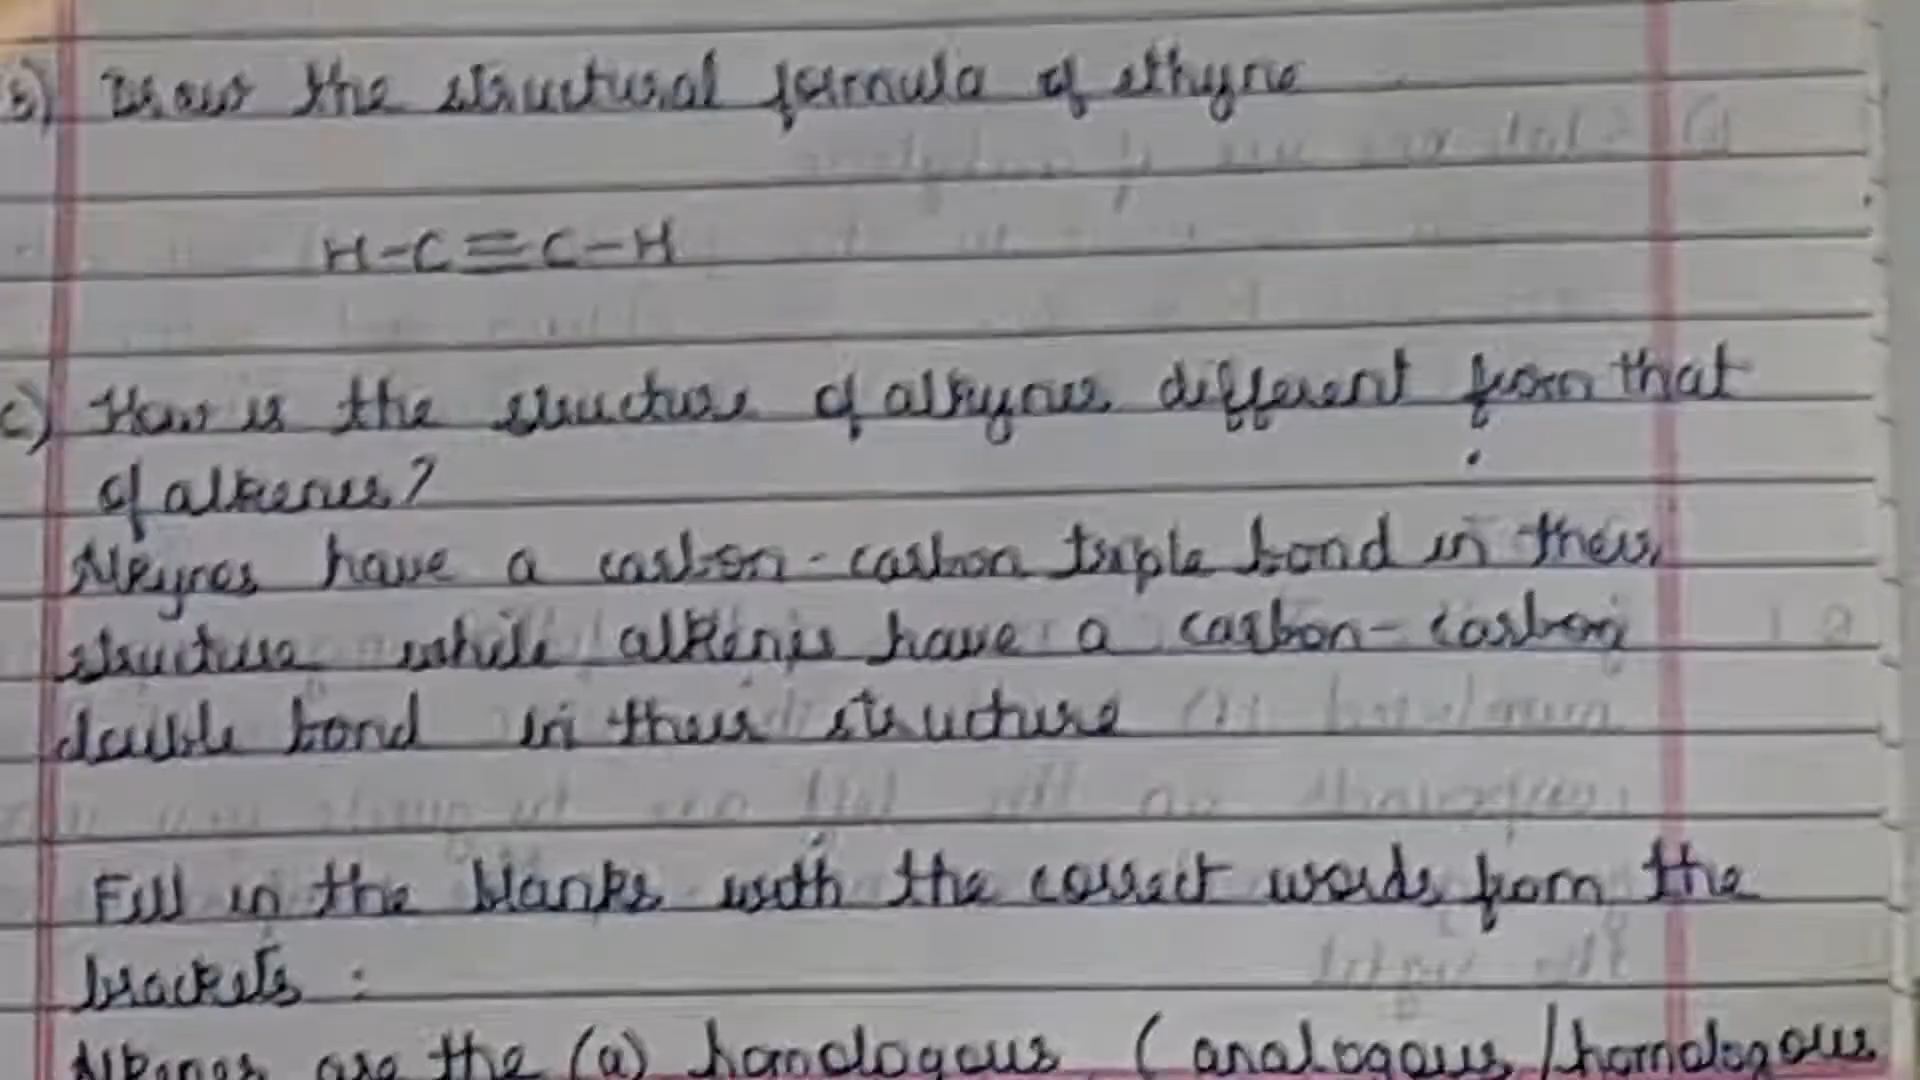 B) Draw the structural formula of ethyne
H-C≡C-H
C) How is the structure of alkynes different from that
of alkenes?
Alkynes have a carbon-carbon triple bond in their
structure while alkenes have a carbon-carbon
double bond in their structure
Fill in the blanks with the correct words from the
brackets :
Alkenes are the (a) homologous (analogous/homologous